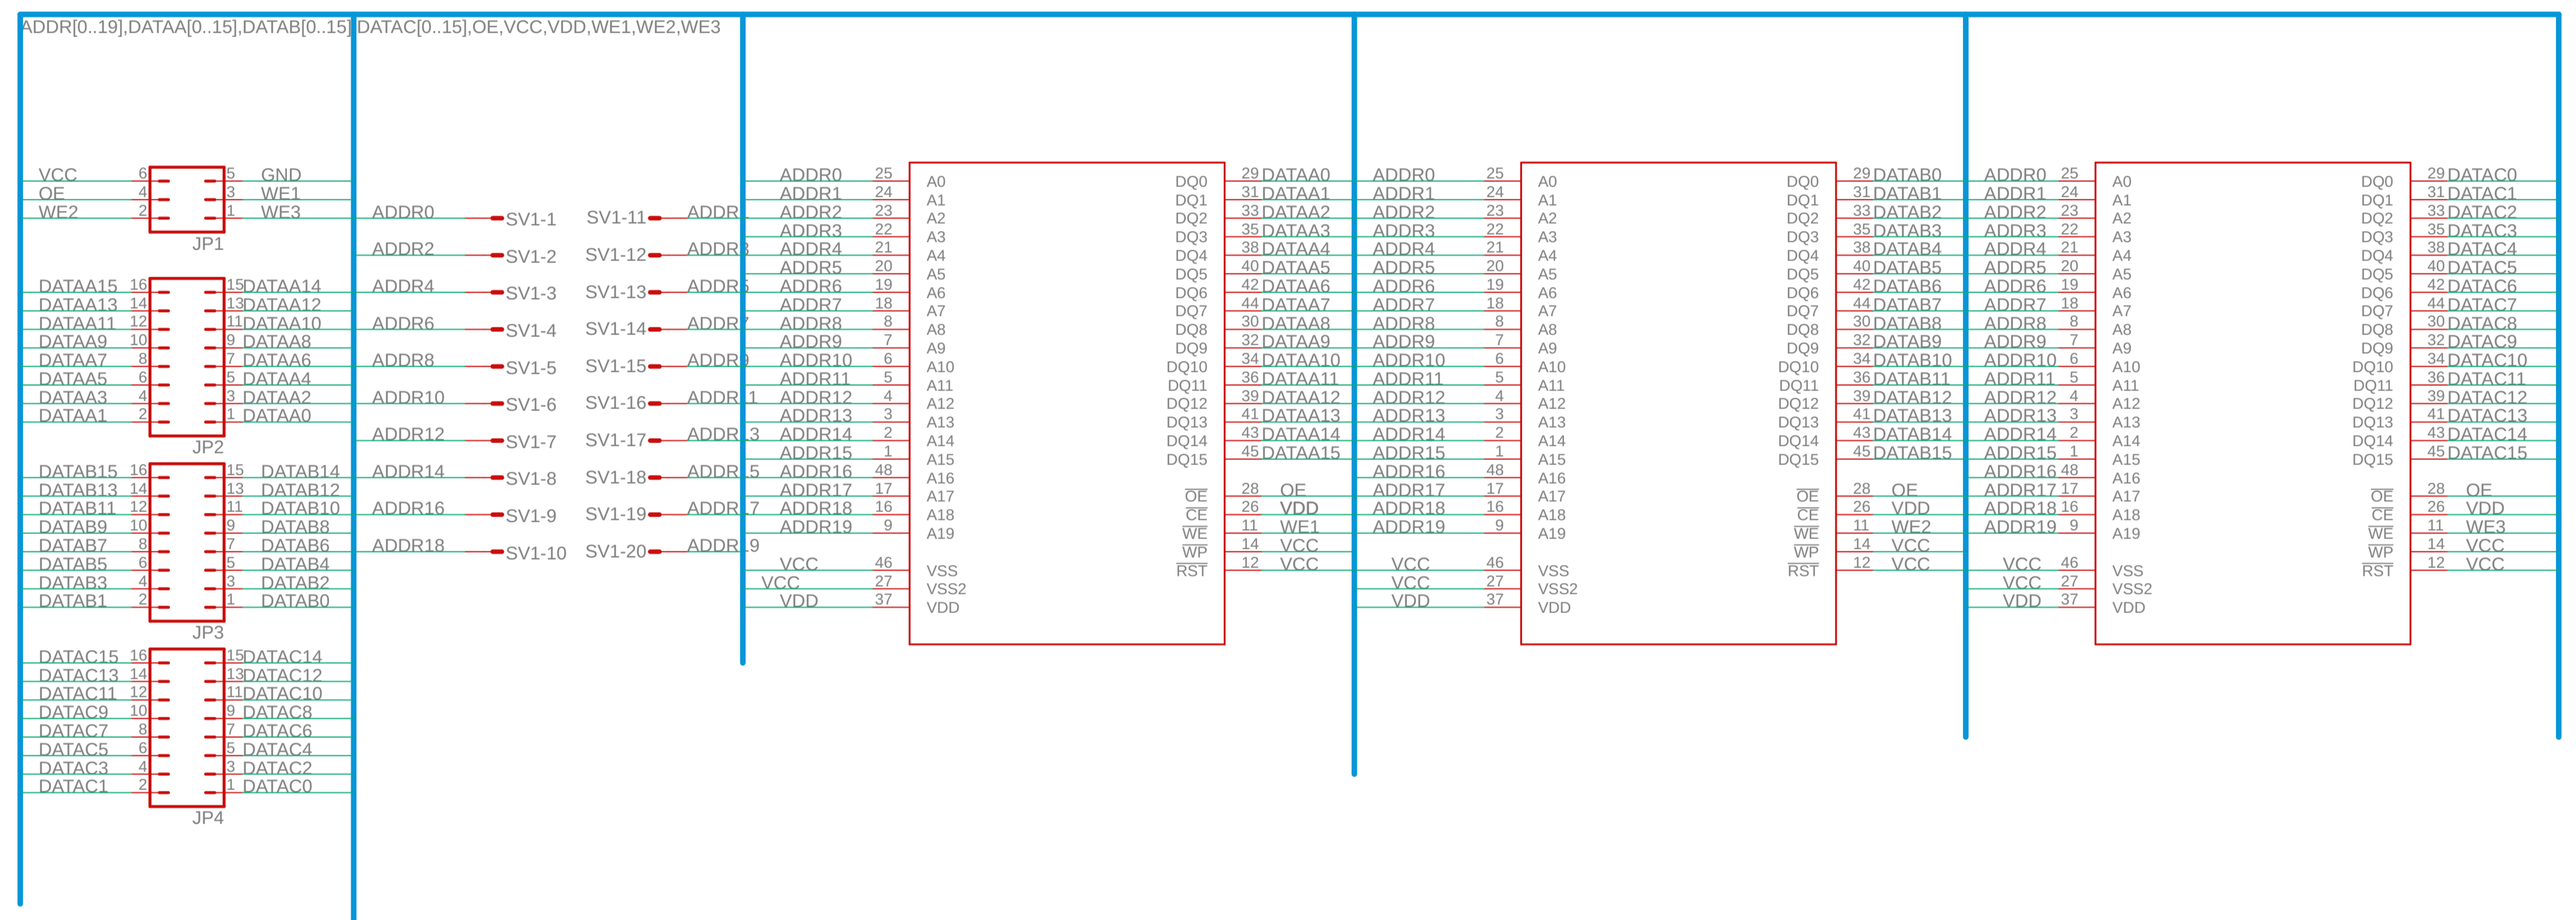 ADDR[0..19],DATAA[0..15],DATAB[0..15],DATAC[0..15],OE,VCC,VDD,WE1,WE2,WE3
VCC 6 5 GND
OE 4 3 WE1
WE2 2 1 WE3
JP1
DATAA15 16 15 DATAA14
DATAA13 14 13 DATAA12
DATAA11 12 11 DATAA10
DATAA9 10 9 DATAA8
DATAA7 8 7 DATAA6
DATAA5 6 5 DATAA4
DATAA3 4 3 DATAA2
DATAA1 2 1 DATAA0
JP2
DATAB15 16 15 DATAB14
DATAB13 14 13 DATAB12
DATAB11 12 11 DATAB10
DATAB9 10 9 DATAB8
DATAB7 8 7 DATAB6
DATAB5 6 5 DATAB4
DATAB3 4 3 DATAB2
DATAB1 2 1 DATAB0
JP3
DATAC15 16 15 DATAC14
DATAC13 14 13 DATAC12
DATAC11 12 11 DATAC10
DATAC9 10 9 DATAC8
DATAC7 8 7 DATAC6
DATAC5 6 5 DATAC4
DATAC3 4 3 DATAC2
DATAC1 2 1 DATAC0
JP4
ADDR0 SV1-1 SV1-11 ADDR
ADDR2 SV1-2 SV1-12 ADDR3
ADDR4 SV1-3 SV1-13 ADDR5
ADDR6 SV1-4 SV1-14 ADDR7
ADDR8 SV1-5 SV1-15 ADDR9
ADDR10 SV1-6 SV1-16 ADDR11
ADDR12 SV1-7 SV1-17 ADDR13
ADDR14 SV1-8 SV1-18 ADDR15
ADDR16 SV1-9 SV1-19 ADDR17
ADDR18 SV1-10 SV1-20 ADDR19
ADDR0 25 A0 DQ0 29 DATAA0
ADDR1 24 A1 DQ1 31 DATAA1
ADDR2 23 A2 DQ2 33 DATAA2
ADDR3 22 A3 DQ3 35 DATAA3
ADDR4 21 A4 DQ4 38 DATAA4
ADDR5 20 A5 DQ5 40 DATAA5
ADDR6 19 A6 DQ6 42 DATAA6
ADDR7 18 A7 DQ7 44 DATAA7
ADDR8 8 A8 DQ8 30 DATAA8
ADDR9 7 A9 DQ9 32 DATAA9
ADDR10 6 A10 DQ10 34 DATAA10
ADDR11 5 A11 DQ11 36 DATAA11
ADDR12 4 A12 DQ12 39 DATAA12
ADDR13 3 A13 DQ13 41 DATAA13
ADDR14 2 A14 DQ14 43 DATAA14
ADDR15 1 A15 DQ15 45 DATAA15
ADDR16 48 A16
ADDR17 17 A17 OE 28 OE
ADDR18 16 A18 CE 26 VDD
ADDR19 9 A19 WE 11 WE1
WP 14 VCC
VCC 46 VSS RST 12 VCC
VCC 27 VSS2
VDD 37 VDD
ADDR0 25 A0 DQ0 29 DATAB0
ADDR1 24 A1 DQ1 31 DATAB1
ADDR2 23 A2 DQ2 33 DATAB2
ADDR3 22 A3 DQ3 35 DATAB3
ADDR4 21 A4 DQ4 38 DATAB4
ADDR5 20 A5 DQ5 40 DATAB5
ADDR6 19 A6 DQ6 42 DATAB6
ADDR7 18 A7 DQ7 44 DATAB7
ADDR8 8 A8 DQ8 30 DATAB8
ADDR9 7 A9 DQ9 32 DATAB9
ADDR10 6 A10 DQ10 34 DATAB10
ADDR11 5 A11 DQ11 36 DATAB11
ADDR12 4 A12 DQ12 39 DATAB12
ADDR13 3 A13 DQ13 41 DATAB13
ADDR14 2 A14 DQ14 43 DATAB14
ADDR15 1 A15 DQ15 45 DATAB15
ADDR16 48 A16
ADDR17 17 A17 OE 28 OE
ADDR18 16 A18 CE 26 VDD
ADDR19 9 A19 WE 11 WE2
WP 14 VCC
VCC 46 VSS RST 12 VCC
VCC 27 VSS2
VDD 37 VDD
ADDR0 25 A0 DQ0 29 DATAC0
ADDR1 24 A1 DQ1 31 DATAC1
ADDR2 23 A2 DQ2 33 DATAC2
ADDR3 22 A3 DQ3 35 DATAC3
ADDR4 21 A4 DQ4 38 DATAC4
ADDR5 20 A5 DQ5 40 DATAC5
ADDR6 19 A6 DQ6 42 DATAC6
ADDR7 18 A7 DQ7 44 DATAC7
ADDR8 8 A8 DQ8 30 DATAC8
ADDR9 7 A9 DQ9 32 DATAC9
ADDR10 6 A10 DQ10 34 DATAC10
ADDR11 5 A11 DQ11 36 DATAC11
ADDR12 4 A12 DQ12 39 DATAC12
ADDR13 3 A13 DQ13 41 DATAC13
ADDR14 2 A14 DQ14 43 DATAC14
ADDR15 1 A15 DQ15 45 DATAC15
ADDR16 48 A16
ADDR17 17 A17 OE 28 OE
ADDR18 16 A18 CE 26 VDD
ADDR19 9 A19 WE 11 WE3
WP 14 VCC
VCC 46 VSS RST 12 VCC
VCC 27 VSS2
VDD 37 VDD